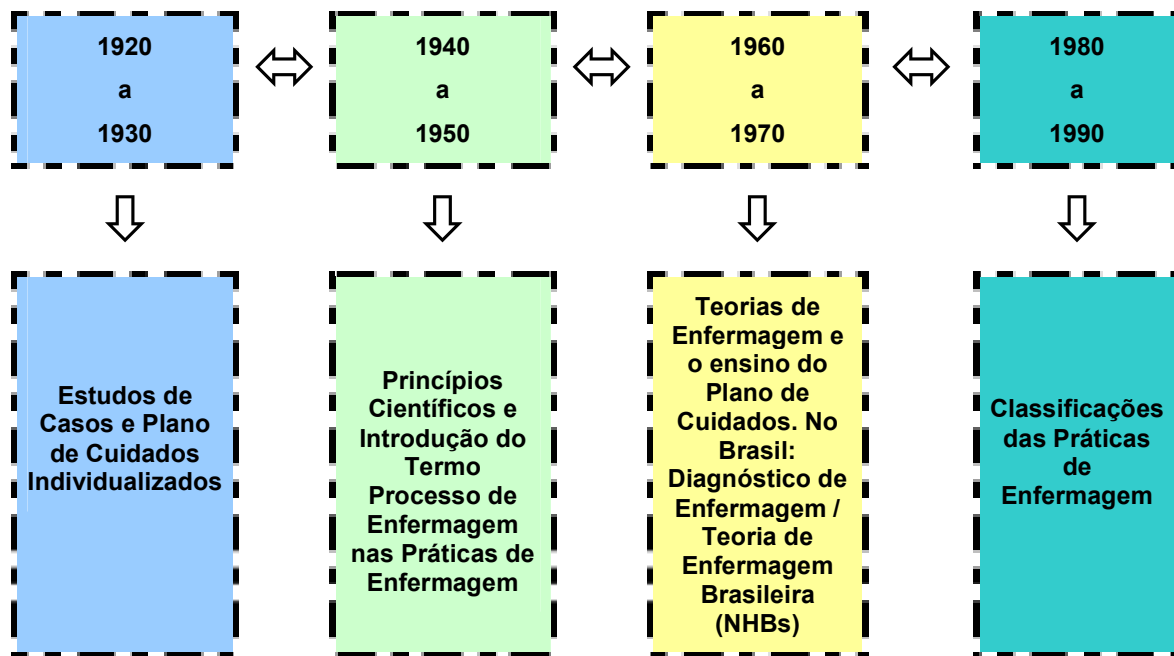 1920
a
1930
1940
a
1950
1960
a
1970
1980
a
1990
Estudos de
Casos e Plano
de Cuidados
Individualizados
Princípios
Científicos e
Introdução do
Termo
Processo de
Enfermagem
nas Práticas de
Enfermagem
Teorias de
Enfermagem e
o ensino do
Plano de
Cuidados. No
Brasil:
Diagnóstico de
Enfermagem /
Teoria de
Enfermagem
Brasileira
(NHBs)
Classificações
das Práticas
de
Enfermagem